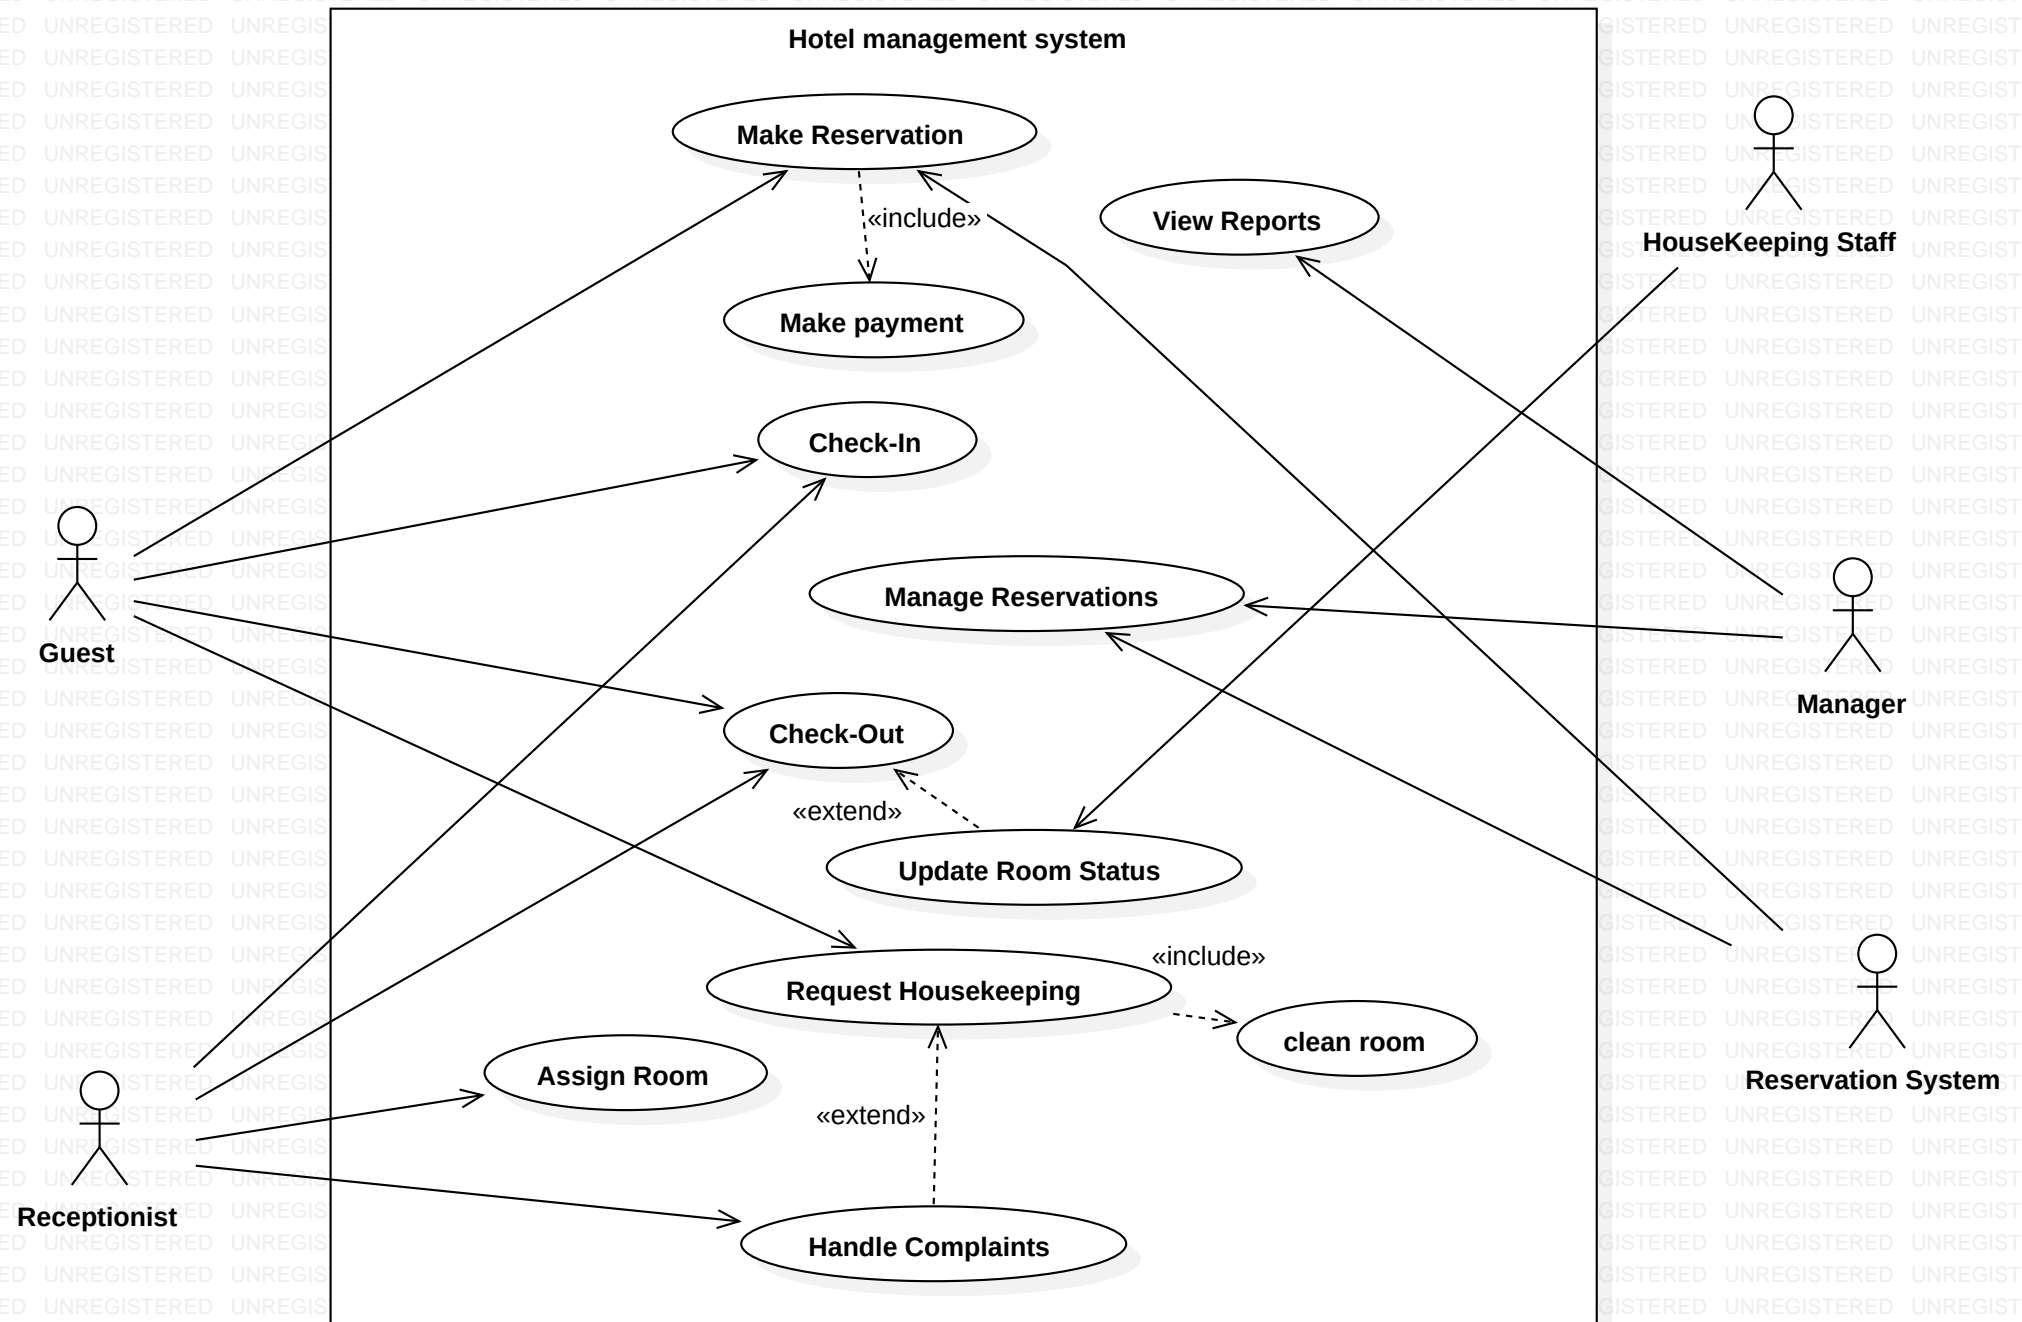 Hotel management system
Make Reservation
«include»
View Reports
HouseKeeping Staff
Make payment
Check-In
Manage Reservations
Guest
Manager
Check-Out
«extend»
Update Room Status
«include»
Request Housekeeping
clean room
Assign Room
Reservation System
«extend»
Receptionist
Handle Complaints
UNREGISTERED